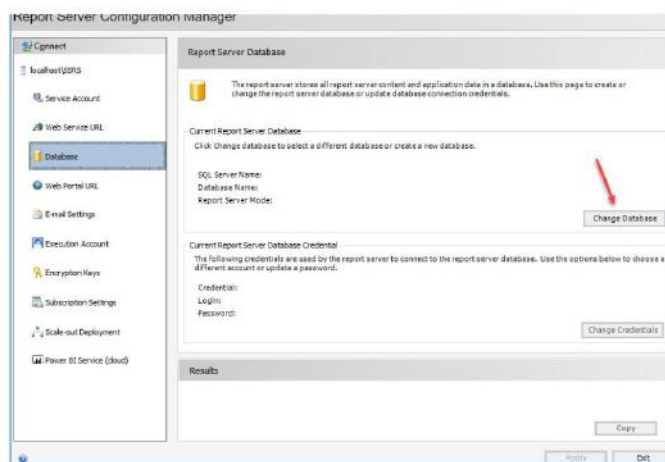 Report Server Configuration Manager
Connect
localhost\SSRS
Service Account
Web Service URL
Database
Web Portal URL
E-mail Settings
Execution Account
Encryption Keys
Subscription Settings
Scale-out Deployment
Power BI Service (cloud)
Report Server Database
The report server stores all report server content and application data in a database. Use this page to create or
change the report server database or update database connection credentials.
Current Report Server Database
Click Change database to select a different database or create a new database.
SQL Server Name:
Database Name:
Report Server Mode:
Change Database
Current Report Server Database Credential
The following credentials are used by the report server to connect to the report server database. Use the options below to choose a
different account or update a password.
Credential:
Login:
Password:
Change Credentials
Results
Copy
Apply
Exit